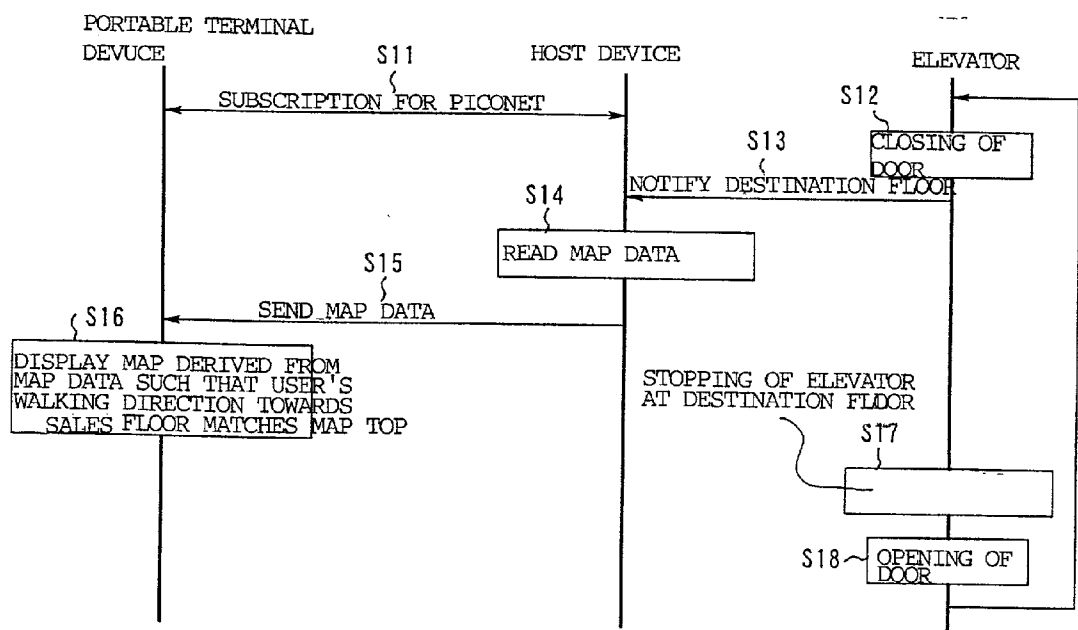 PORTABLE TERMINAL
DEVUCE
HOST DEVICE
ELEVATOR
S11
SUBSCRIPTION FOR PICONET
S12
CLOSING OF
DOOR
S13
NOTIFY DESTINATION FLOOR
S14
READ MAP DATA
S15
SEND MAP DATA
S16
DISPLAY MAP DERIVED FROM
MAP DATA SUCH THAT USER'S
WALKING DIRECTION TOWARDS
SALES FLOOR MATCHES MAP TOP
STOPPING OF ELEVATOR
AT DESTINATION FLOOR
S17
S18
OPENING OF
DOOR